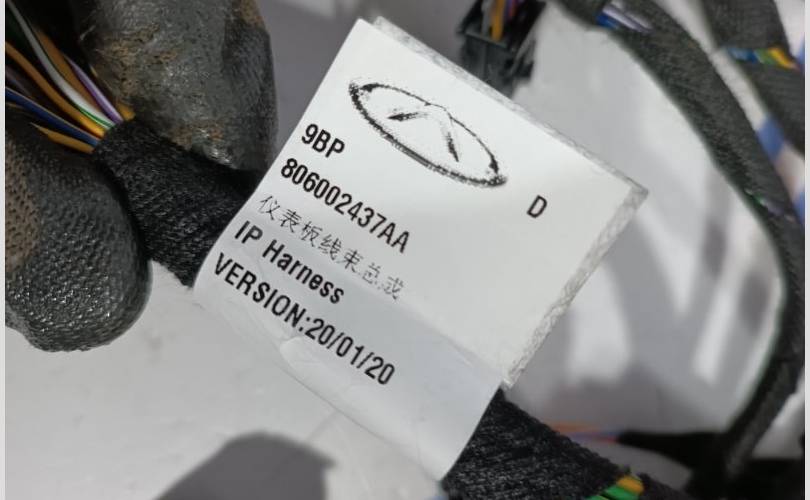 9BP
D
806002437AA
仪表板线束总成
IP Harness
VERSION:20/01/20